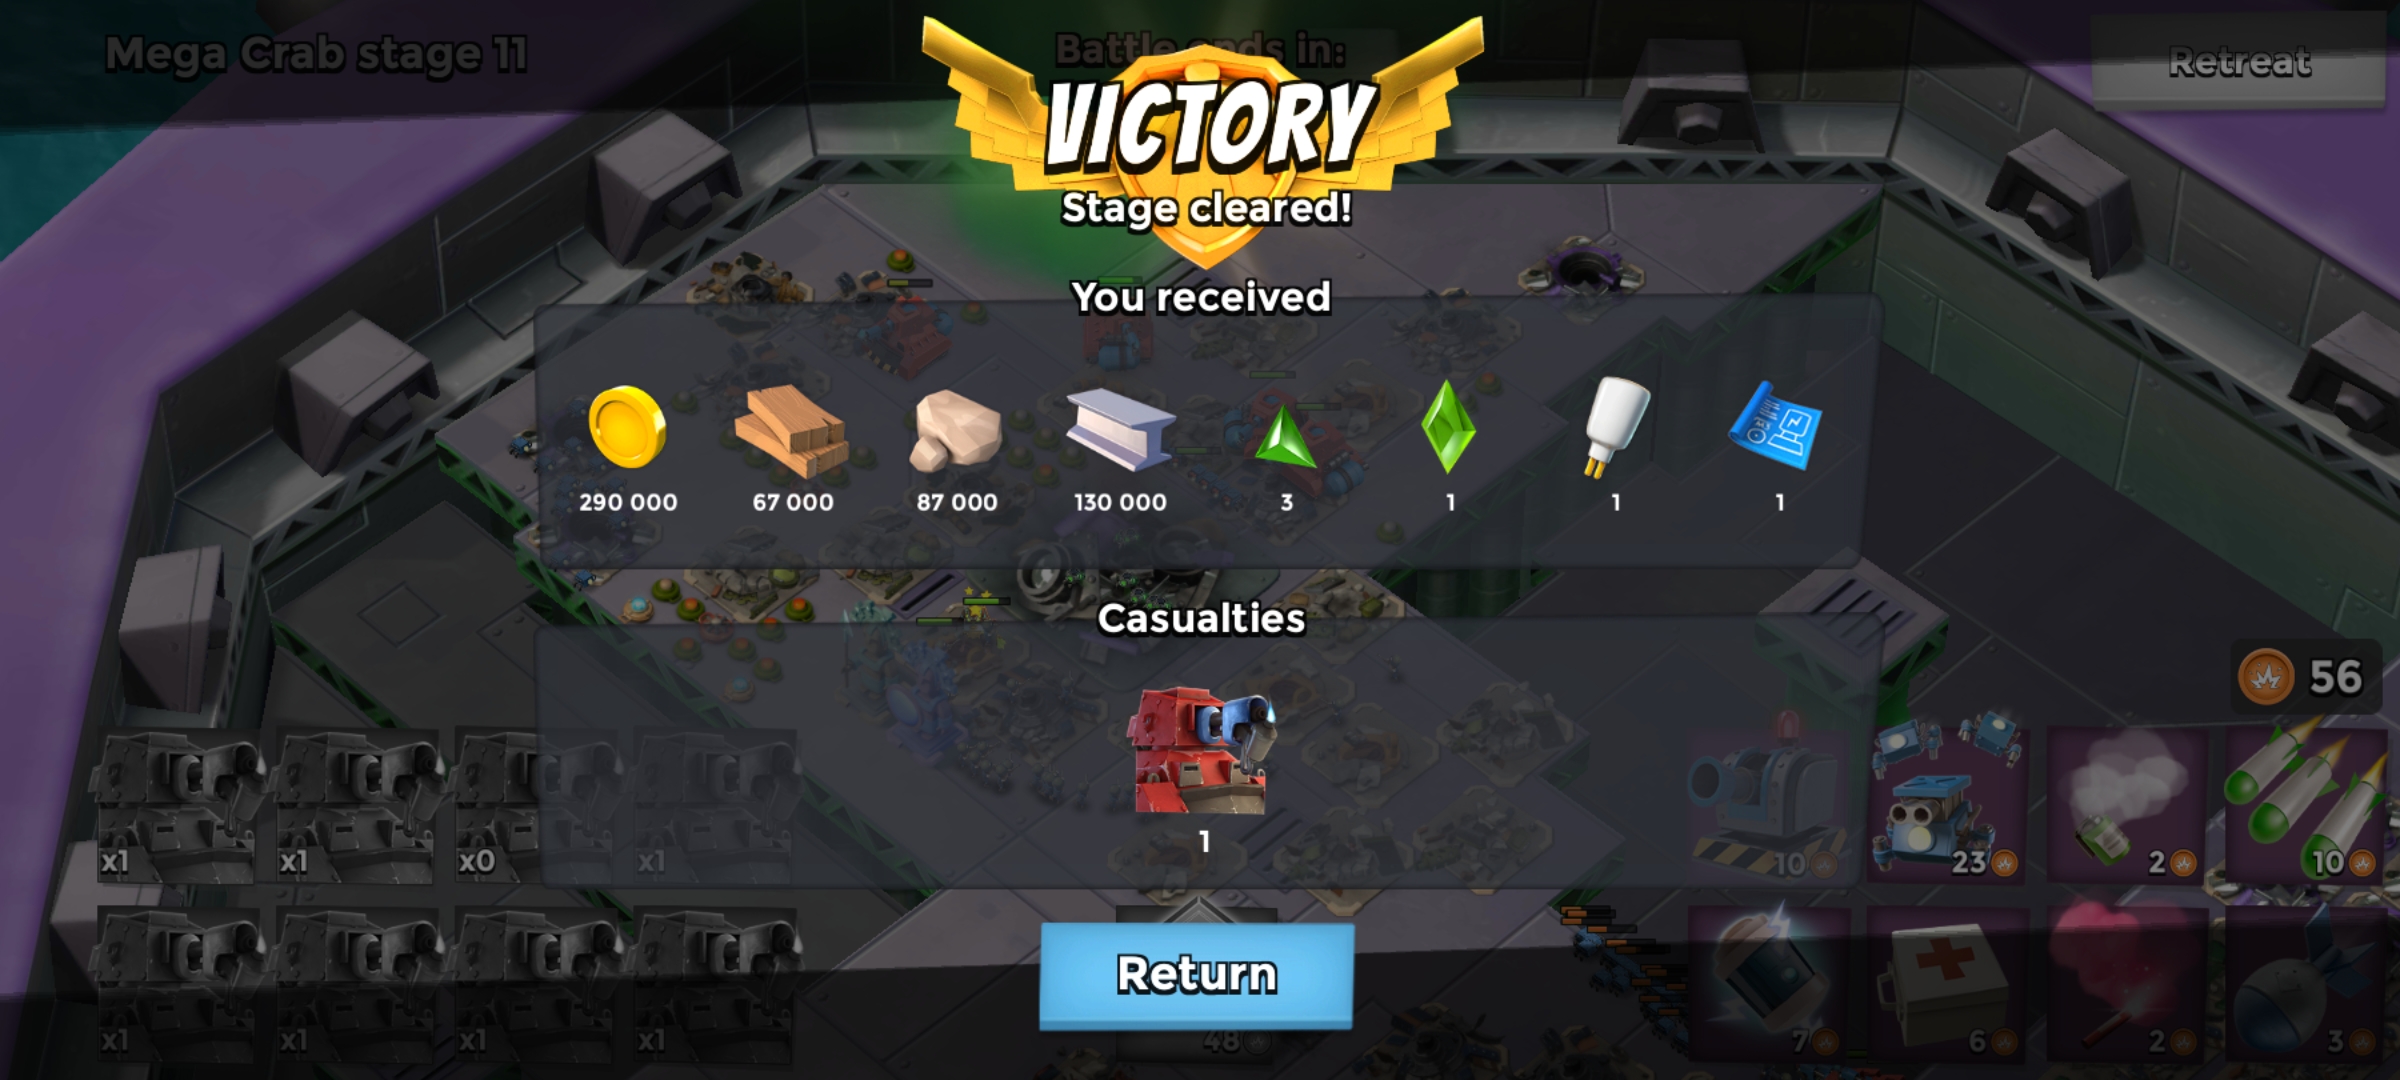 Mega Crab stage 11
Battle ends in:
Retreat
VICTORY
Stage cleared!
You received
290 000
67 000
87 000
130 000
3
1
1
1
Casualties
1
56
x1
x1
x0
x1
10
23
2
10
x1
x1
x1
x1
7
6
2
3
Return
48